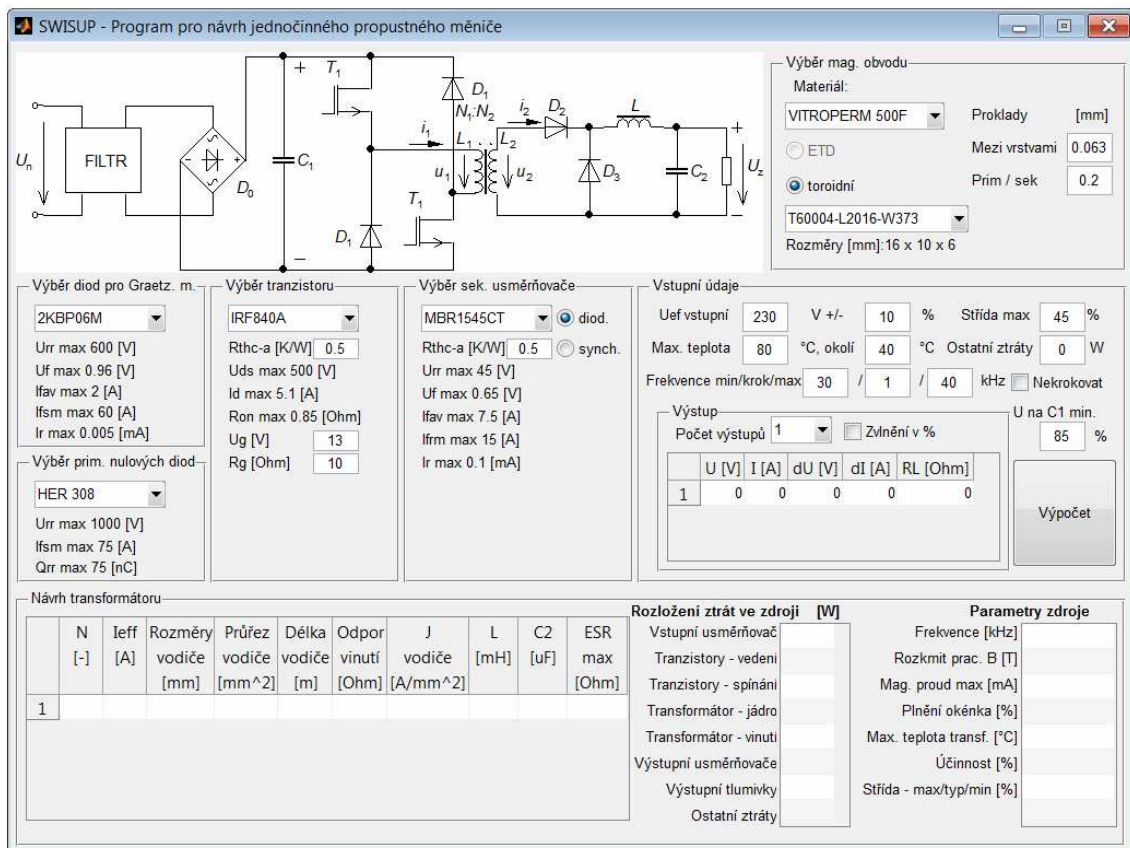 SWISUP - Program pro návrh jednočinného propustného měniče
Un
FILTR
D0
+
−
C1
T1
D1
N1:N2
i1
L1
L2
u1
u2
i2
D2
L
D3
C2
Uz
+
−
D1
T1
Výběr mag. obvodu
Materiál:
VITROPERM 500F
Proklady [mm]
ETD
Mezi vrstvami 0.063
toroidní
Prim / sek 0.2
T60004-L2016-W373
Rozměry [mm]:16 x 10 x 6
Výběr diod pro Graetz. m.
2KBP06M
Urr max 600 [V]
Uf max 0.96 [V]
Ifav max 2 [A]
Ifsm max 60 [A]
Ir max 0.005 [mA]
Výběr prim. nulových diod
HER 308
Urr max 1000 [V]
Ifsm max 75 [A]
Qrr max 75 [nC]
Výběr tranzistoru
IRF840A
Rthc-a [K/W] 0.5
Uds max 500 [V]
Id max 5.1 [A]
Ron max 0.85 [Ohm]
Ug [V] 13
Rg [Ohm] 10
Výběr sek. usměrňovače
MBR1545CT diod.
Rthc-a [K/W] 0.5 synch.
Urr max 45 [V]
Uf max 0.65 [V]
Ifav max 7.5 [A]
Ifrm max 15 [A]
Ir max 0.1 [mA]
Vstupní údaje
Uef vstupní 230 V +/- 10 % Střída max 45 %
Max. teplota 80 °C, okolí 40 °C Ostatní ztráty 0 W
Frekvence min/krok/max 30 / 1 / 40 kHz Nekrokovat
Výstup
Počet výstupů 1 Zvlnění v %
U [V] I [A] dU [V] dI [A] RL [Ohm]
1 0 0 0 0 0
U na C1 min.
85 %
Výpočet
Návrh transformátoru
N Ieff Rozměry Průřez Délka Odpor J L C2 ESR
[-] [A] vodiče vodiče vodiče vinutí vodiče [mH] [uF] max
[mm] [mm^2] [m] [Ohm] [A/mm^2] [Ohm]
1
Rozložení ztrát ve zdroji [W]
Vstupní usměrňovač
Tranzistory - vedení
Tranzistory - spínání
Transformátor - jádro
Transformátor - vinutí
Výstupní usměrňovače
Výstupní tlumivky
Ostatní ztráty
Parametry zdroje
Frekvence [kHz]
Rozkmit prac. B [T]
Mag. proud max [mA]
Plnění okénka [%]
Max. teplota transf. [°C]
Účinnost [%]
Střída - max/typ/min [%]